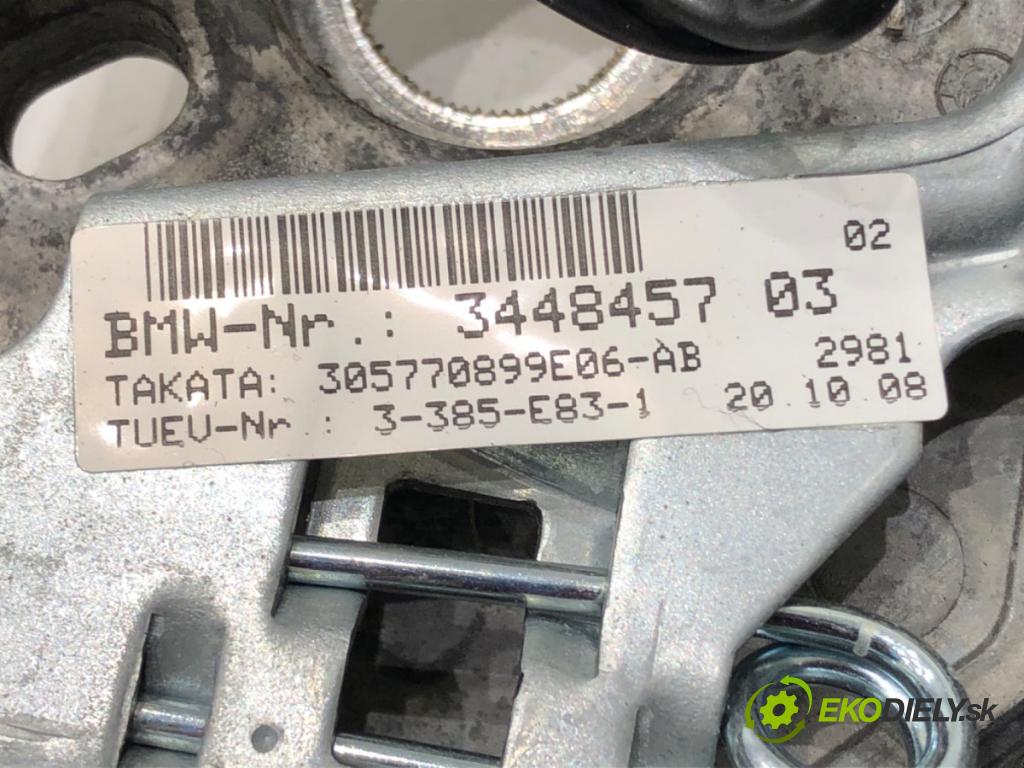 02
BMW-Nr.: 3448457 03
TAKATA: 305770899E06-AB 2981
TUEV-Nr.: 3-385-E83-1 20.10.08
EKODIELY.sk